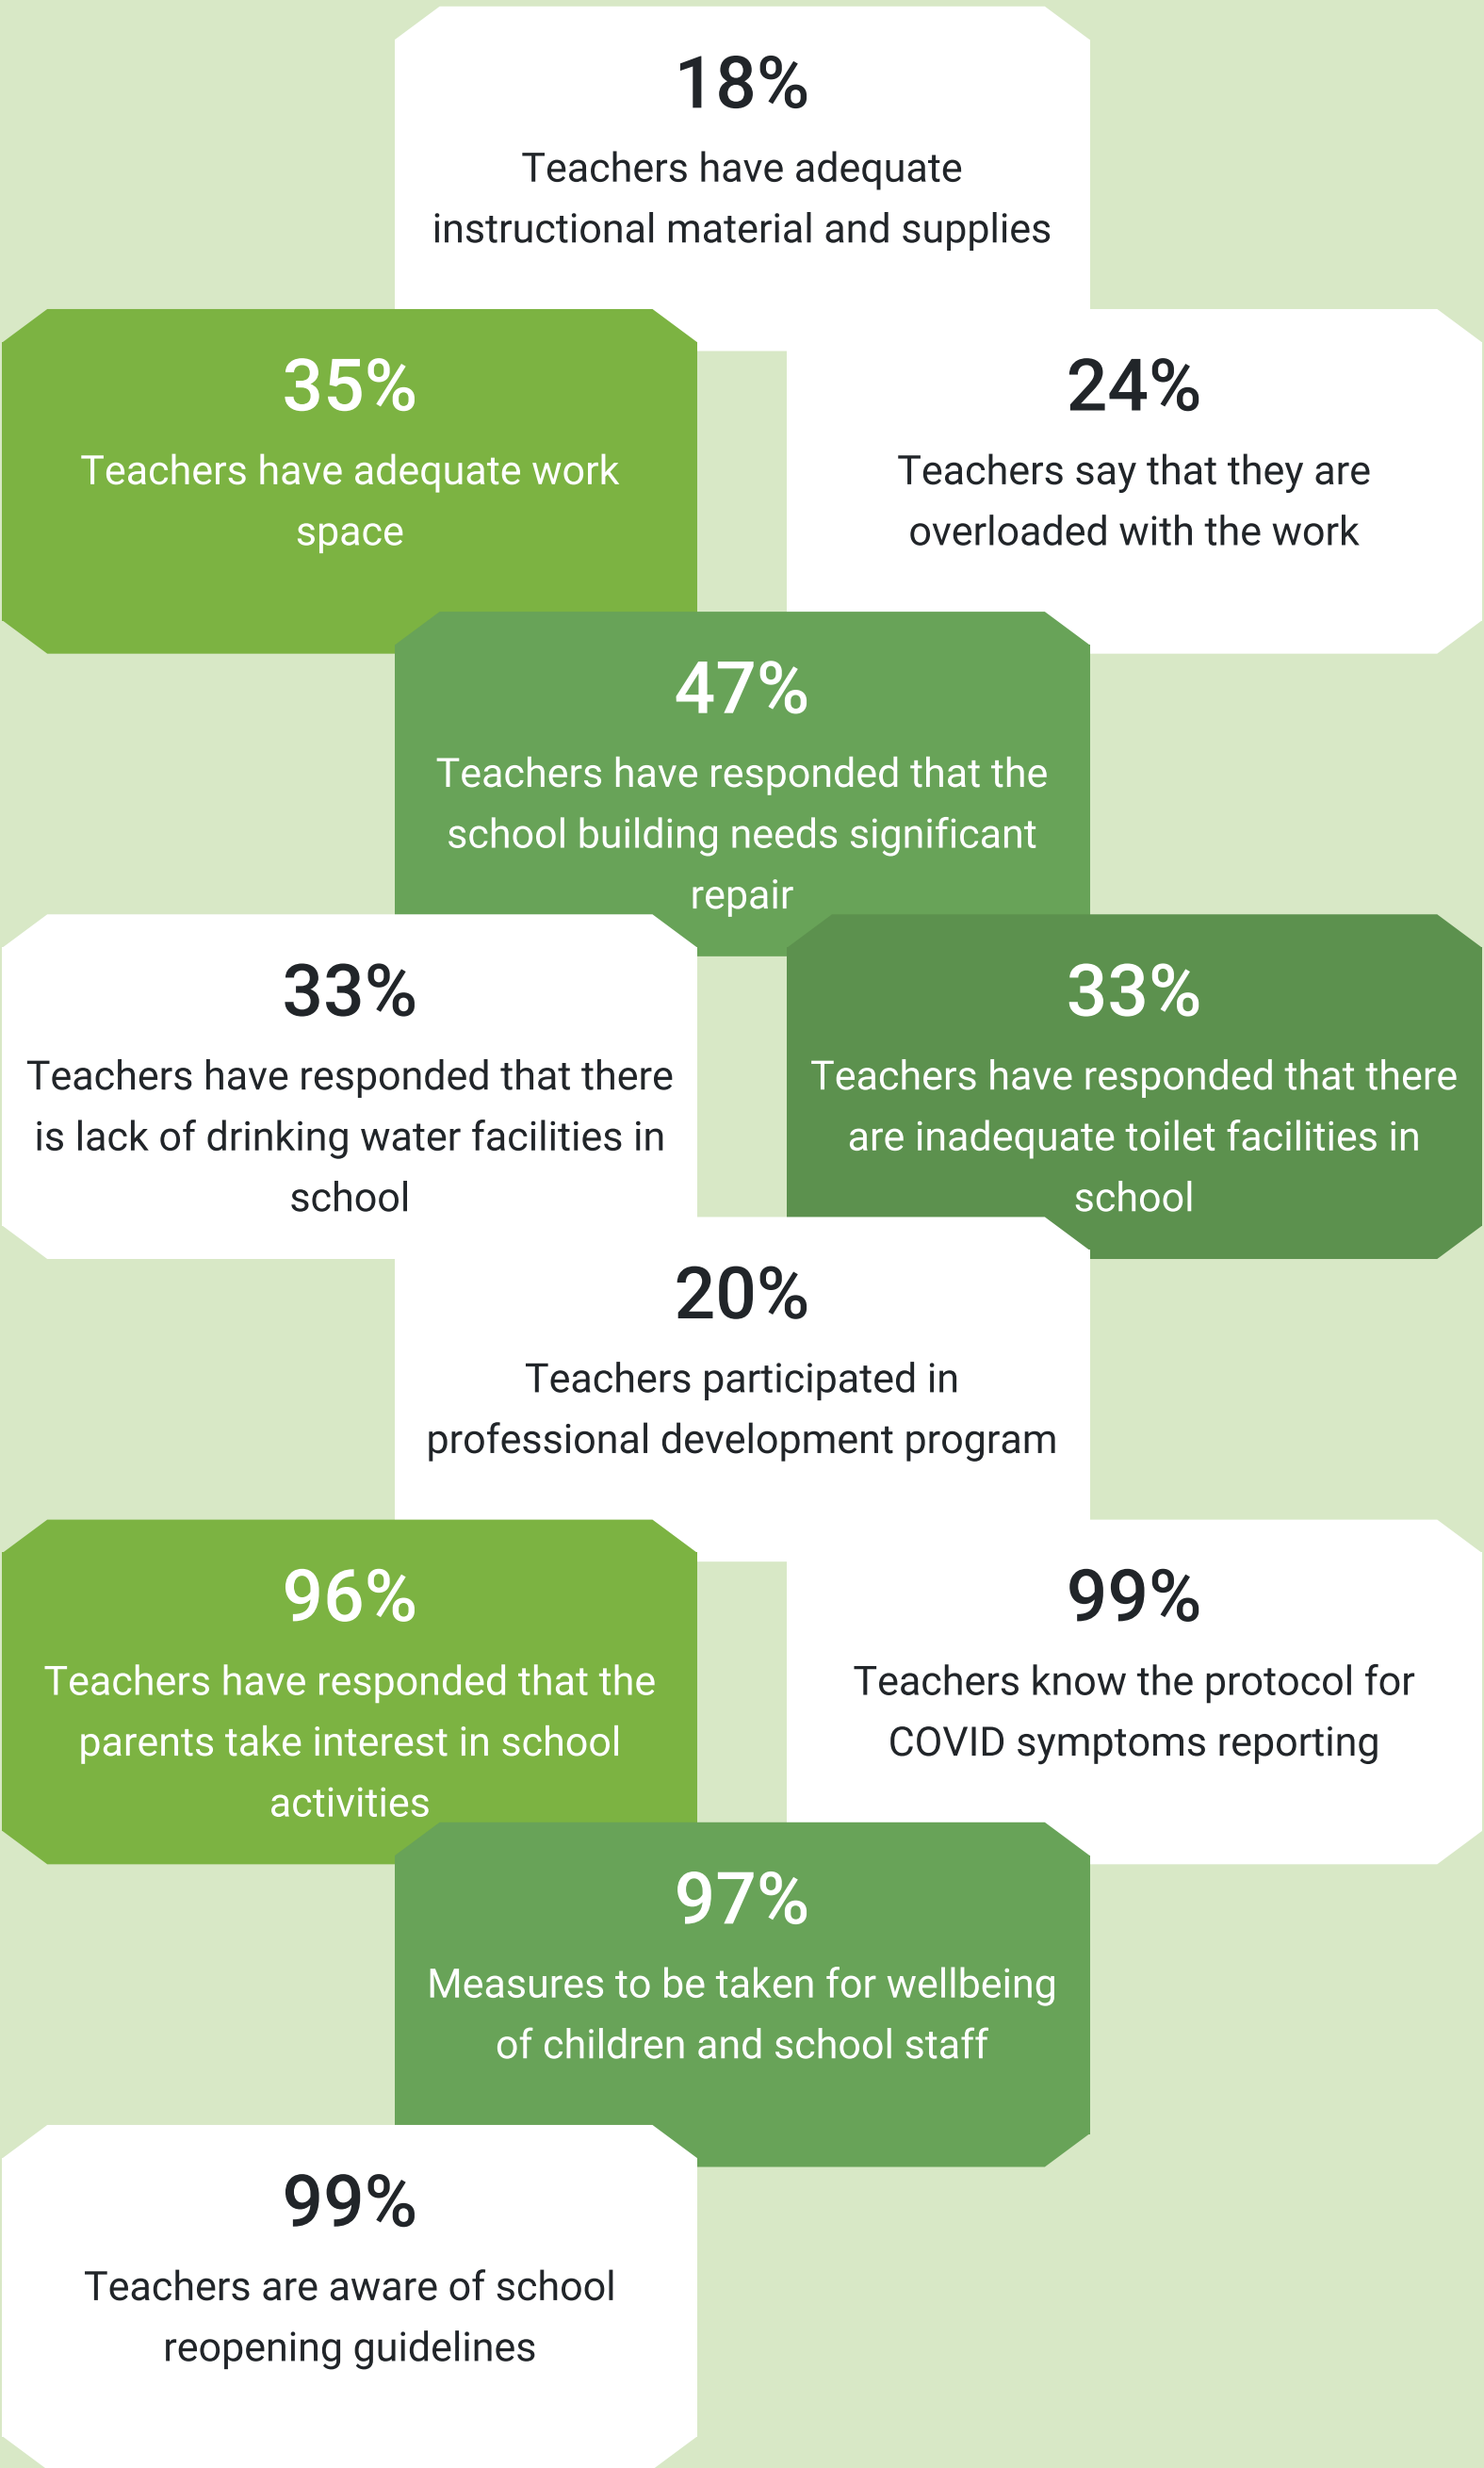 18%
Teachers have adequate
instructional material and supplies
35%
Teachers have adequate work
space
24%
Teachers say that they are
overloaded with the work
47%
Teachers have responded that the
school building needs significant
repair
33%
Teachers have responded that there
is lack of drinking water facilities in
school
33%
Teachers have responded that there
are inadequate toilet facilities in
school
20%
Teachers participated in
professional development program
96%
Teachers have responded that the
parents take interest in school
activities
99%
Teachers know the protocol for
COVID symptoms reporting
97%
Measures to be taken for wellbeing
of children and school staff
99%
Teachers are aware of school
reopening guidelines